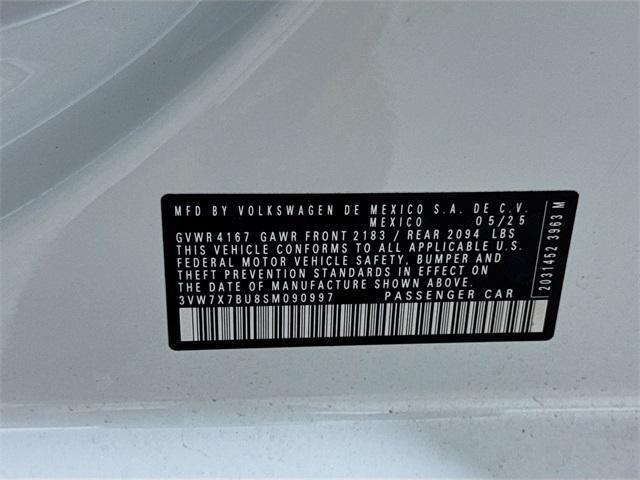 MFD BY VOLKSWAGEN DE MEXICO S.A. DE C.V.
MEXICO 05/25
GVWR 4167 GAWR FRONT 2183 / REAR 2094 LBS
THIS VEHICLE CONFORMS TO ALL APPLICABLE U.S.
FEDERAL MOTOR VEHICLE SAFETY, BUMPER AND
THEFT PREVENTION STANDARDS IN EFFECT ON
THE DATE OF MANUFACTURE SHOWN ABOVE.
3VW7X7BU8SM090997 PASSENGER CAR
2031452 3963 M